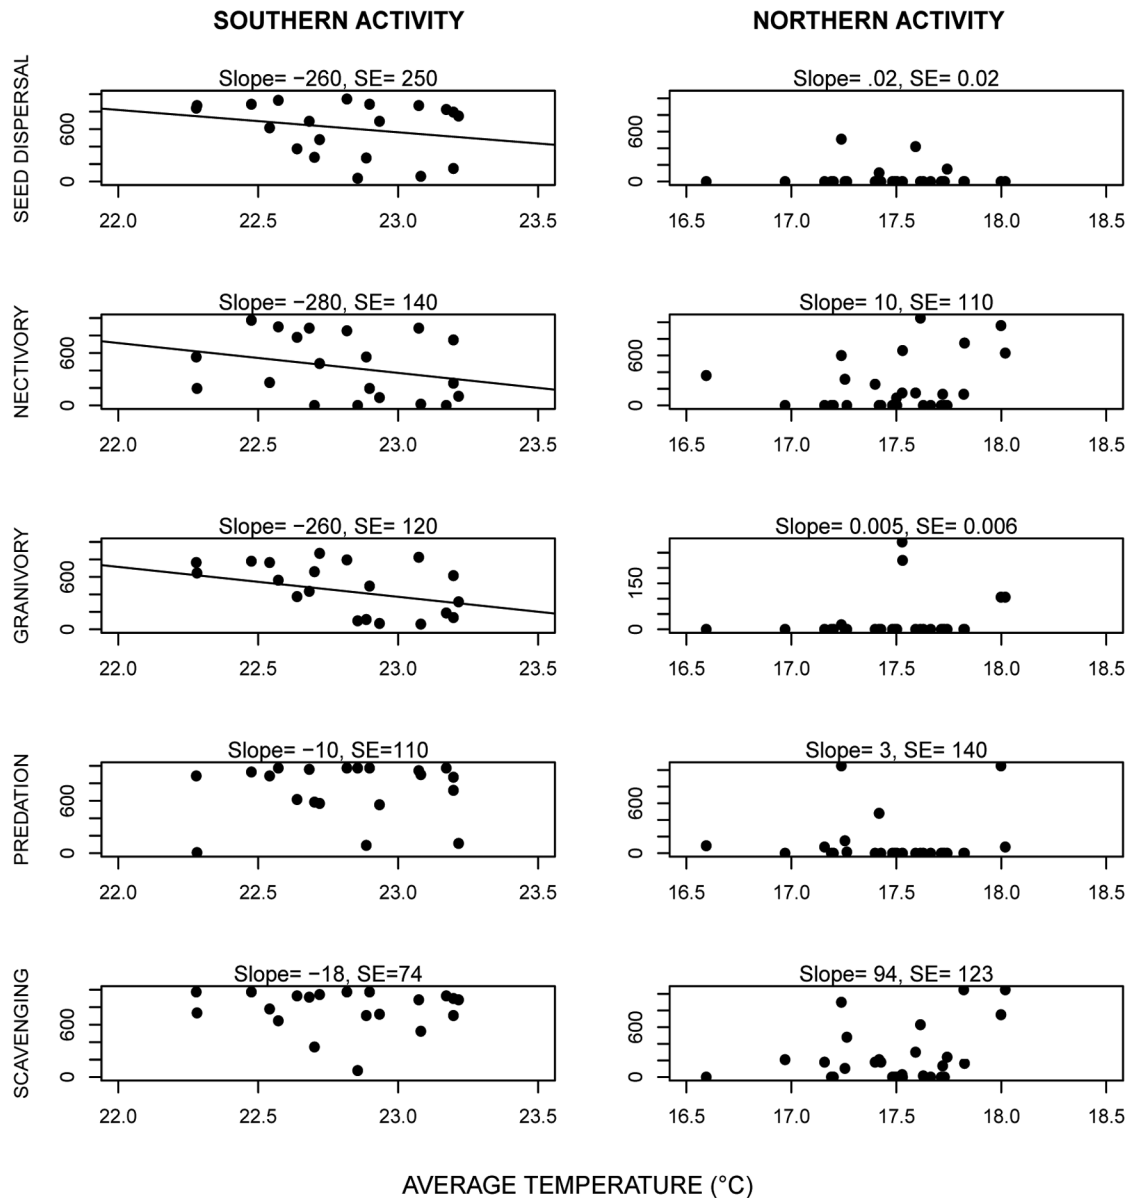 SOUTHERN ACTIVITY NORTHERN ACTIVITY
SEED DISPERSAL
Slope= −260, SE= 250
600
0
22.0 22.5 23.0 23.5
Slope= .02, SE= 0.02
600
0
16.5 17.0 17.5 18.0 18.5
NECTIVORY
Slope= −280, SE= 140
600
0
22.0 22.5 23.0 23.5
Slope= 10, SE= 110
600
0
16.5 17.0 17.5 18.0 18.5
GRANIVORY
Slope= −260, SE= 120
600
0
22.0 22.5 23.0 23.5
Slope= 0.005, SE= 0.006
150
0
16.5 17.0 17.5 18.0 18.5
PREDATION
Slope= −10, SE=110
600
0
22.0 22.5 23.0 23.5
Slope= 3, SE= 140
600
0
16.5 17.0 17.5 18.0 18.5
SCAVENGING
Slope= −18, SE=74
600
0
22.0 22.5 23.0 23.5
Slope= 94, SE= 123
600
0
16.5 17.0 17.5 18.0 18.5
AVERAGE TEMPERATURE (°C)